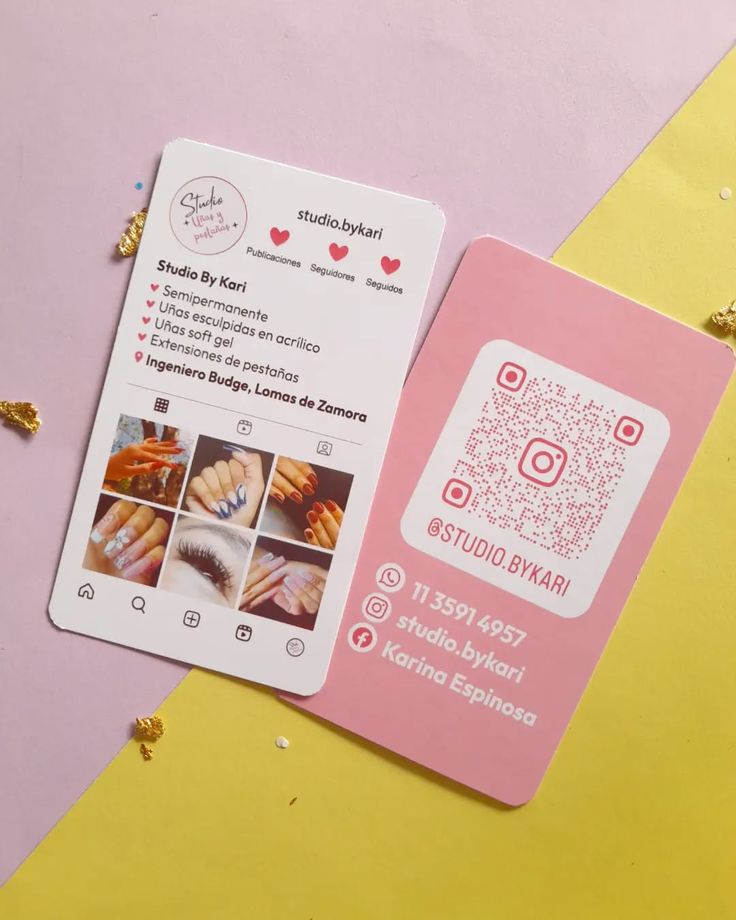 Studio
Uñas y
pestañas
studio.bykari
Publicaciones
Seguidores
Seguidos
Studio By Kari
Semipermanente
Uñas esculpidas en acrílico
Uñas soft gel
Extensiones de pestañas
Ingeniero Budge, Lomas de Zamora
@STUDIO.BYKARI
11 3591 4957
studio.bykari
Karina Espinosa